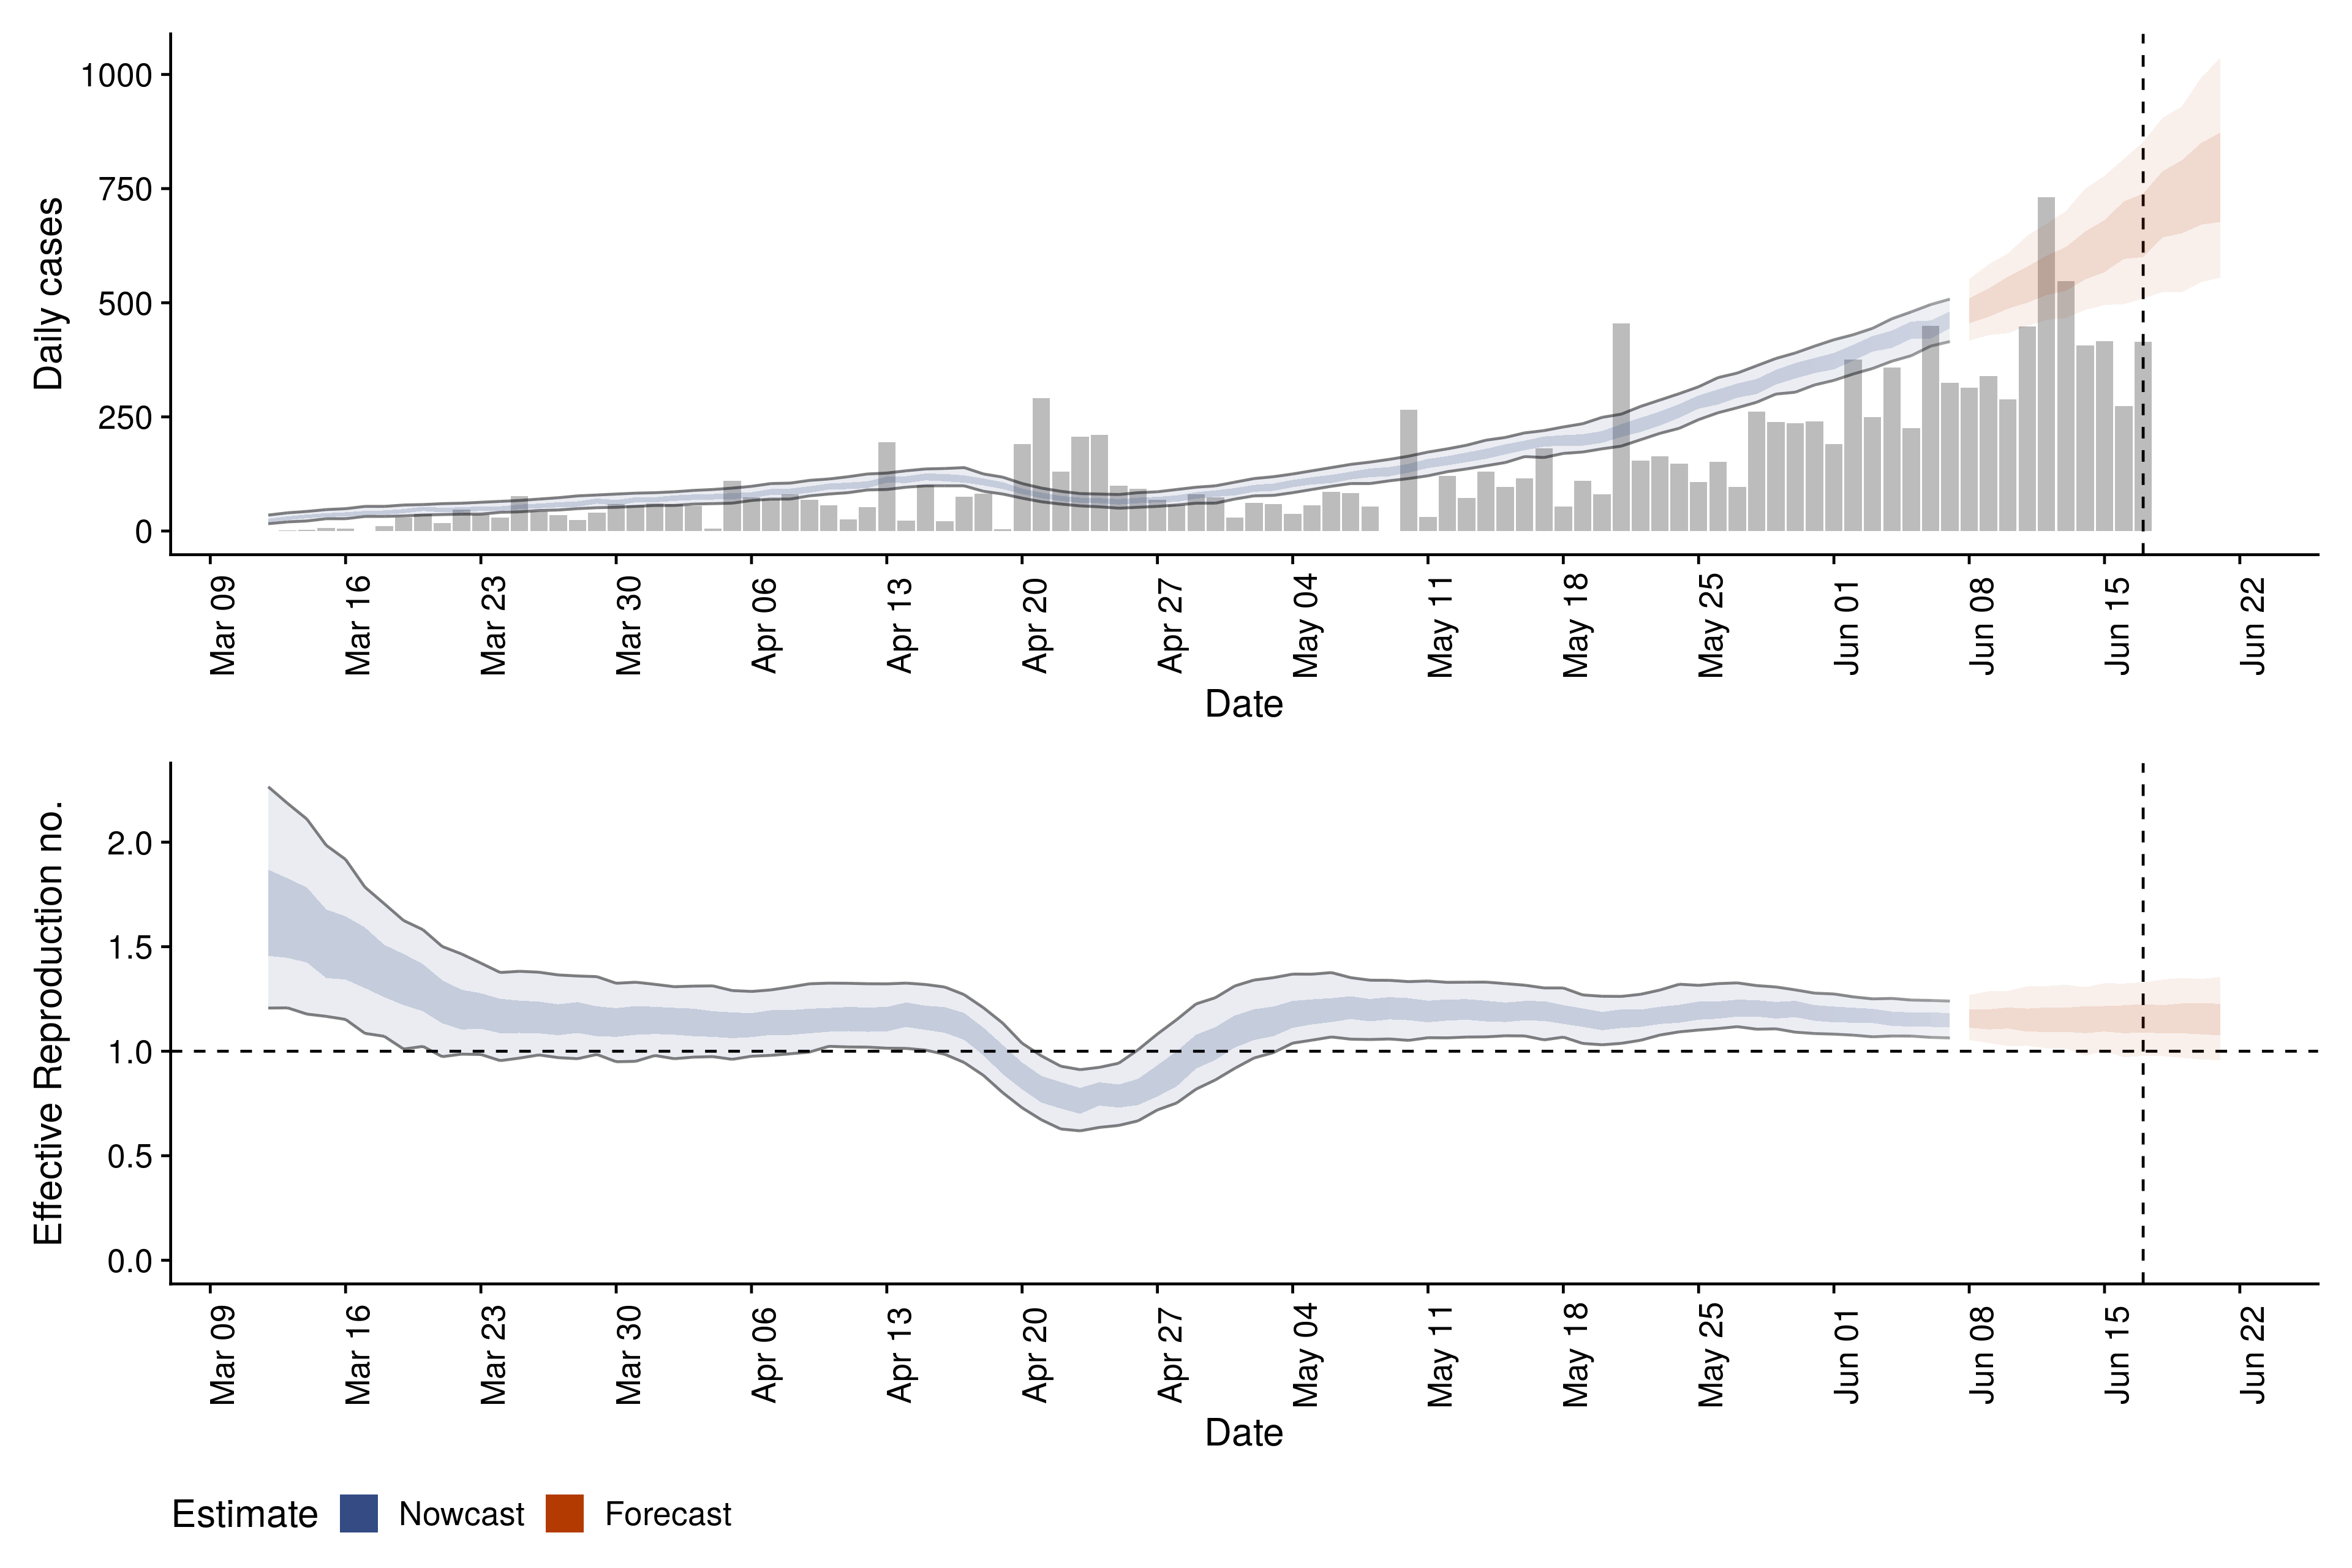 Daily cases
1000
750
500
250
0
Mar 09
Mar 16
Mar 23
Mar 30
Apr 06
Apr 13
Apr 20
Apr 27
May 04
May 11
May 18
May 25
Jun 01
Jun 08
Jun 15
Jun 22
Date
Effective Reproduction no.
2.0
1.5
1.0
0.5
0.0
Mar 09
Mar 16
Mar 23
Mar 30
Apr 06
Apr 13
Apr 20
Apr 27
May 04
May 11
May 18
May 25
Jun 01
Jun 08
Jun 15
Jun 22
Date
Estimate Nowcast Forecast